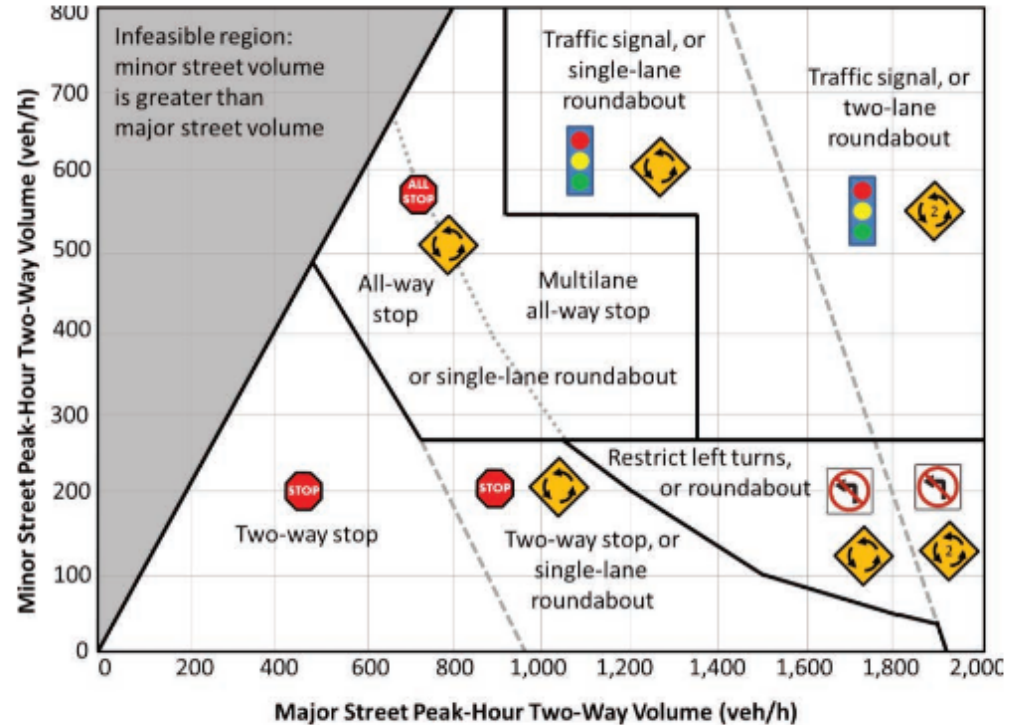 800
700
600
500
400
300
200
100
0
Minor Street Peak-Hour Two-Way Volume (veh/h)
Infeasible region:
minor street volume
is greater than
major street volume
Traffic signal, or
single-lane
roundabout
Traffic signal, or
two-lane
roundabout
2
ALL
STOP
All-way
stop
Multilane
all-way stop
or single-lane roundabout
Restrict left turns,
or roundabout
STOP
Two-way stop
STOP
Two-way stop, or
single-lane
roundabout
2
0 200 400 600 800 1,000 1,200 1,400 1,600 1,800 2,000
Major Street Peak-Hour Two-Way Volume (veh/h)